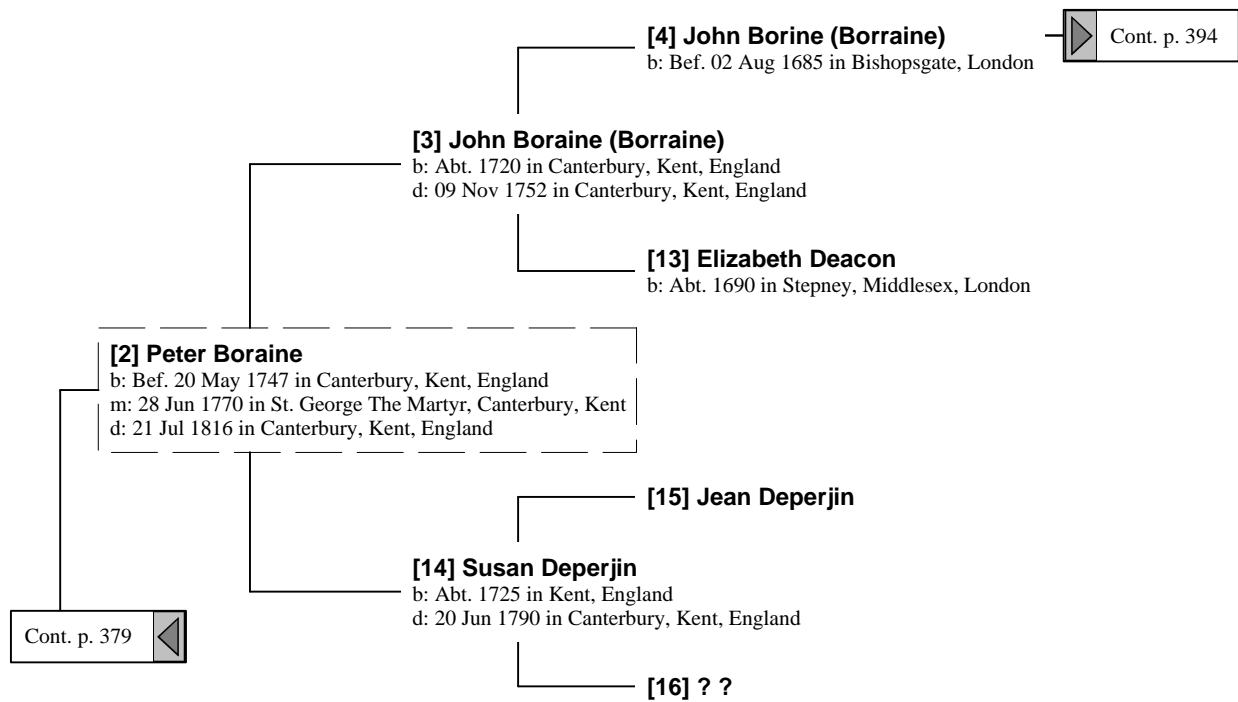 [4] John Borine (Borraine)
b: Bef. 02 Aug 1685 in Bishopsgate, London
Cont. p. 394
[3] John Boraine (Borraine)
b: Abt. 1720 in Canterbury, Kent, England
d: 09 Nov 1752 in Canterbury, Kent, England
[13] Elizabeth Deacon
b: Abt. 1690 in Stepney, Middlesex, London
[2] Peter Boraine
b: Bef. 20 May 1747 in Canterbury, Kent, England
m: 28 Jun 1770 in St. George The Martyr, Canterbury, Kent
d: 21 Jul 1816 in Canterbury, Kent, England
[15] Jean Deperjin
[14] Susan Deperjin
b: Abt. 1725 in Kent, England
d: 20 Jun 1790 in Canterbury, Kent, England
Cont. p. 379
[16] ? ?